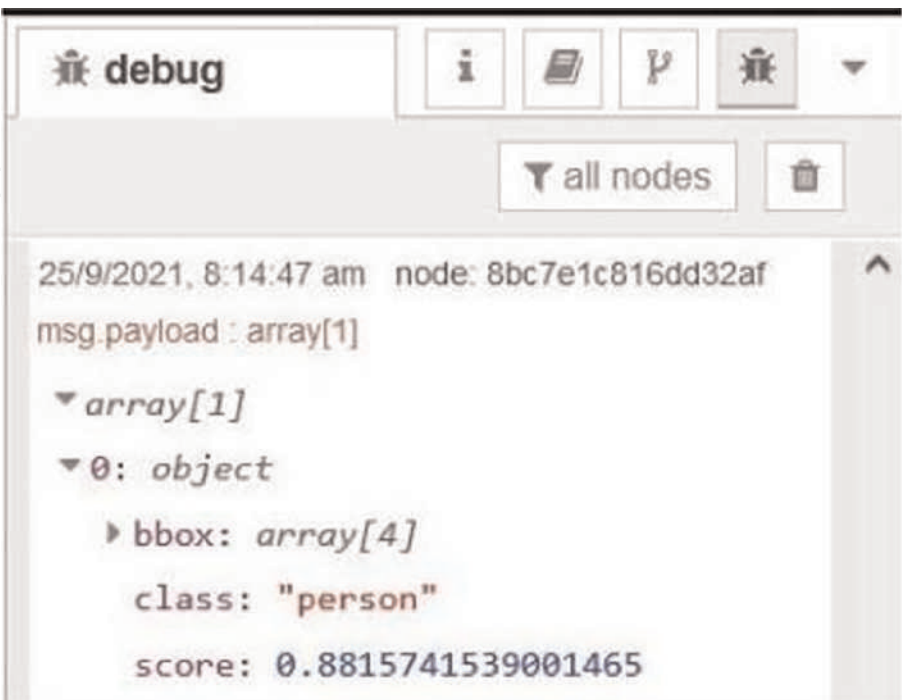 debug
all nodes
25/9/2021, 8:14:47 am node: 8bc7e1c816dd32af
msg.payload : array[1]
array[1]
0: object
bbox: array[4]
class: "person"
score: 0.8815741539001465